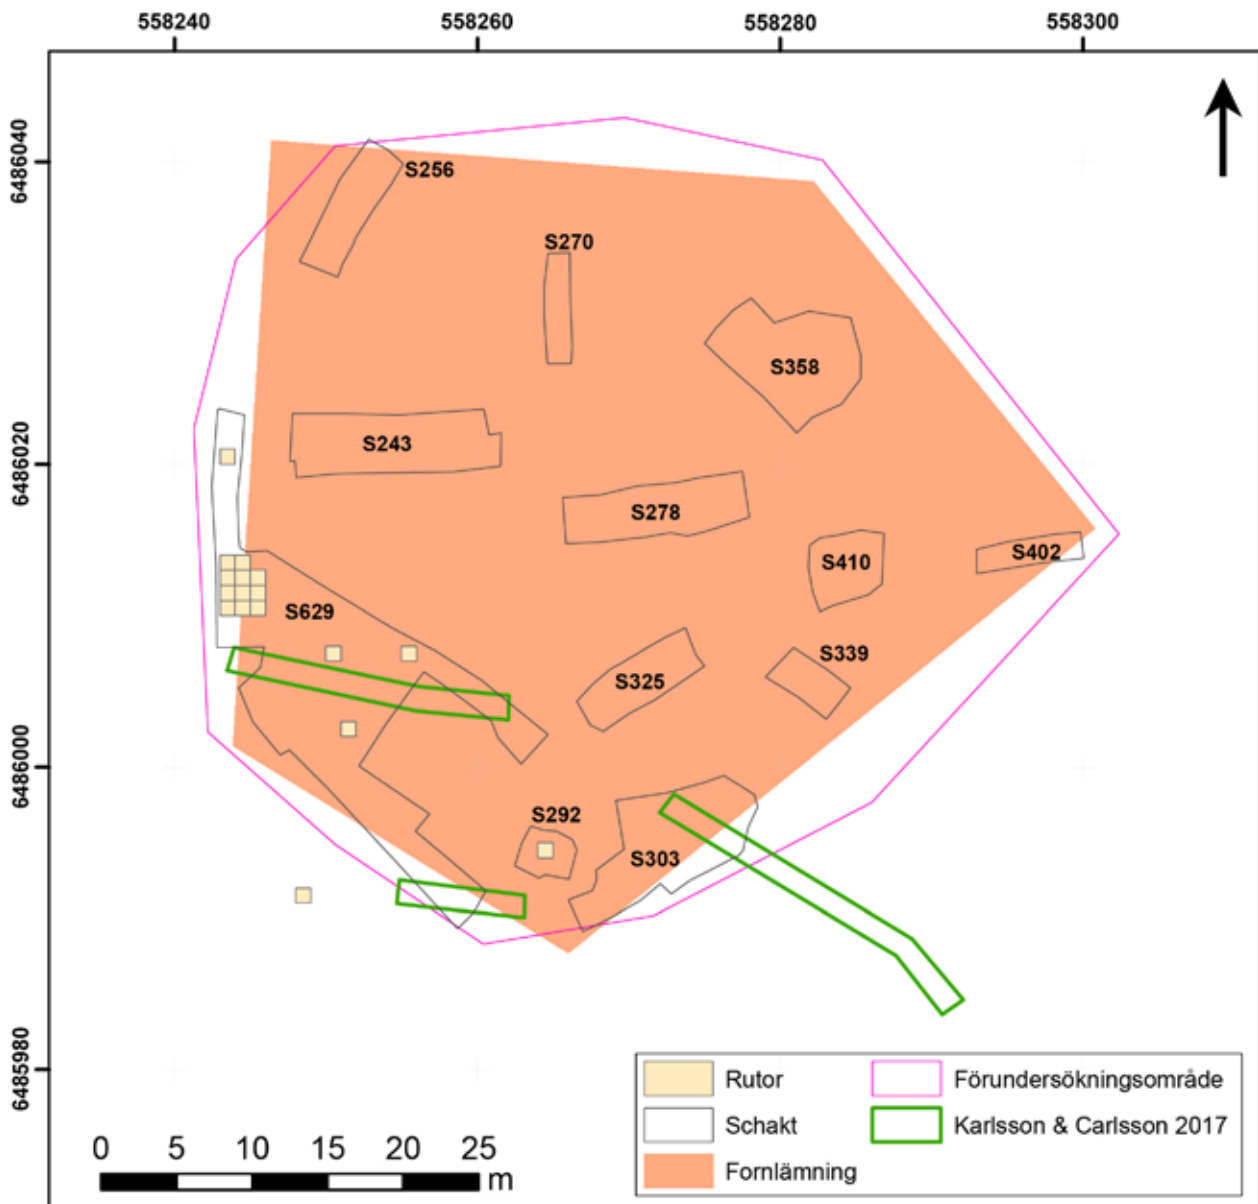 558240 558260 558280 558300
6486040
6486020
6486000
6485980
S256
S270
S358
S243
S278
S410
S402
S629
S339
S325
S292
S303
Rutor
Schakt
Fornlämning
Förundersökningsområde
Karlsson & Carlsson 2017
0 5 10 15 20 25
m